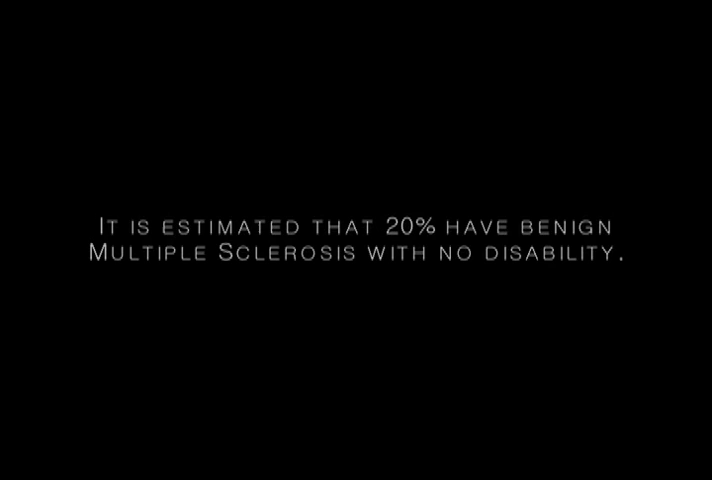 It is estimated that 20% have benign
Multiple Sclerosis with no disability.